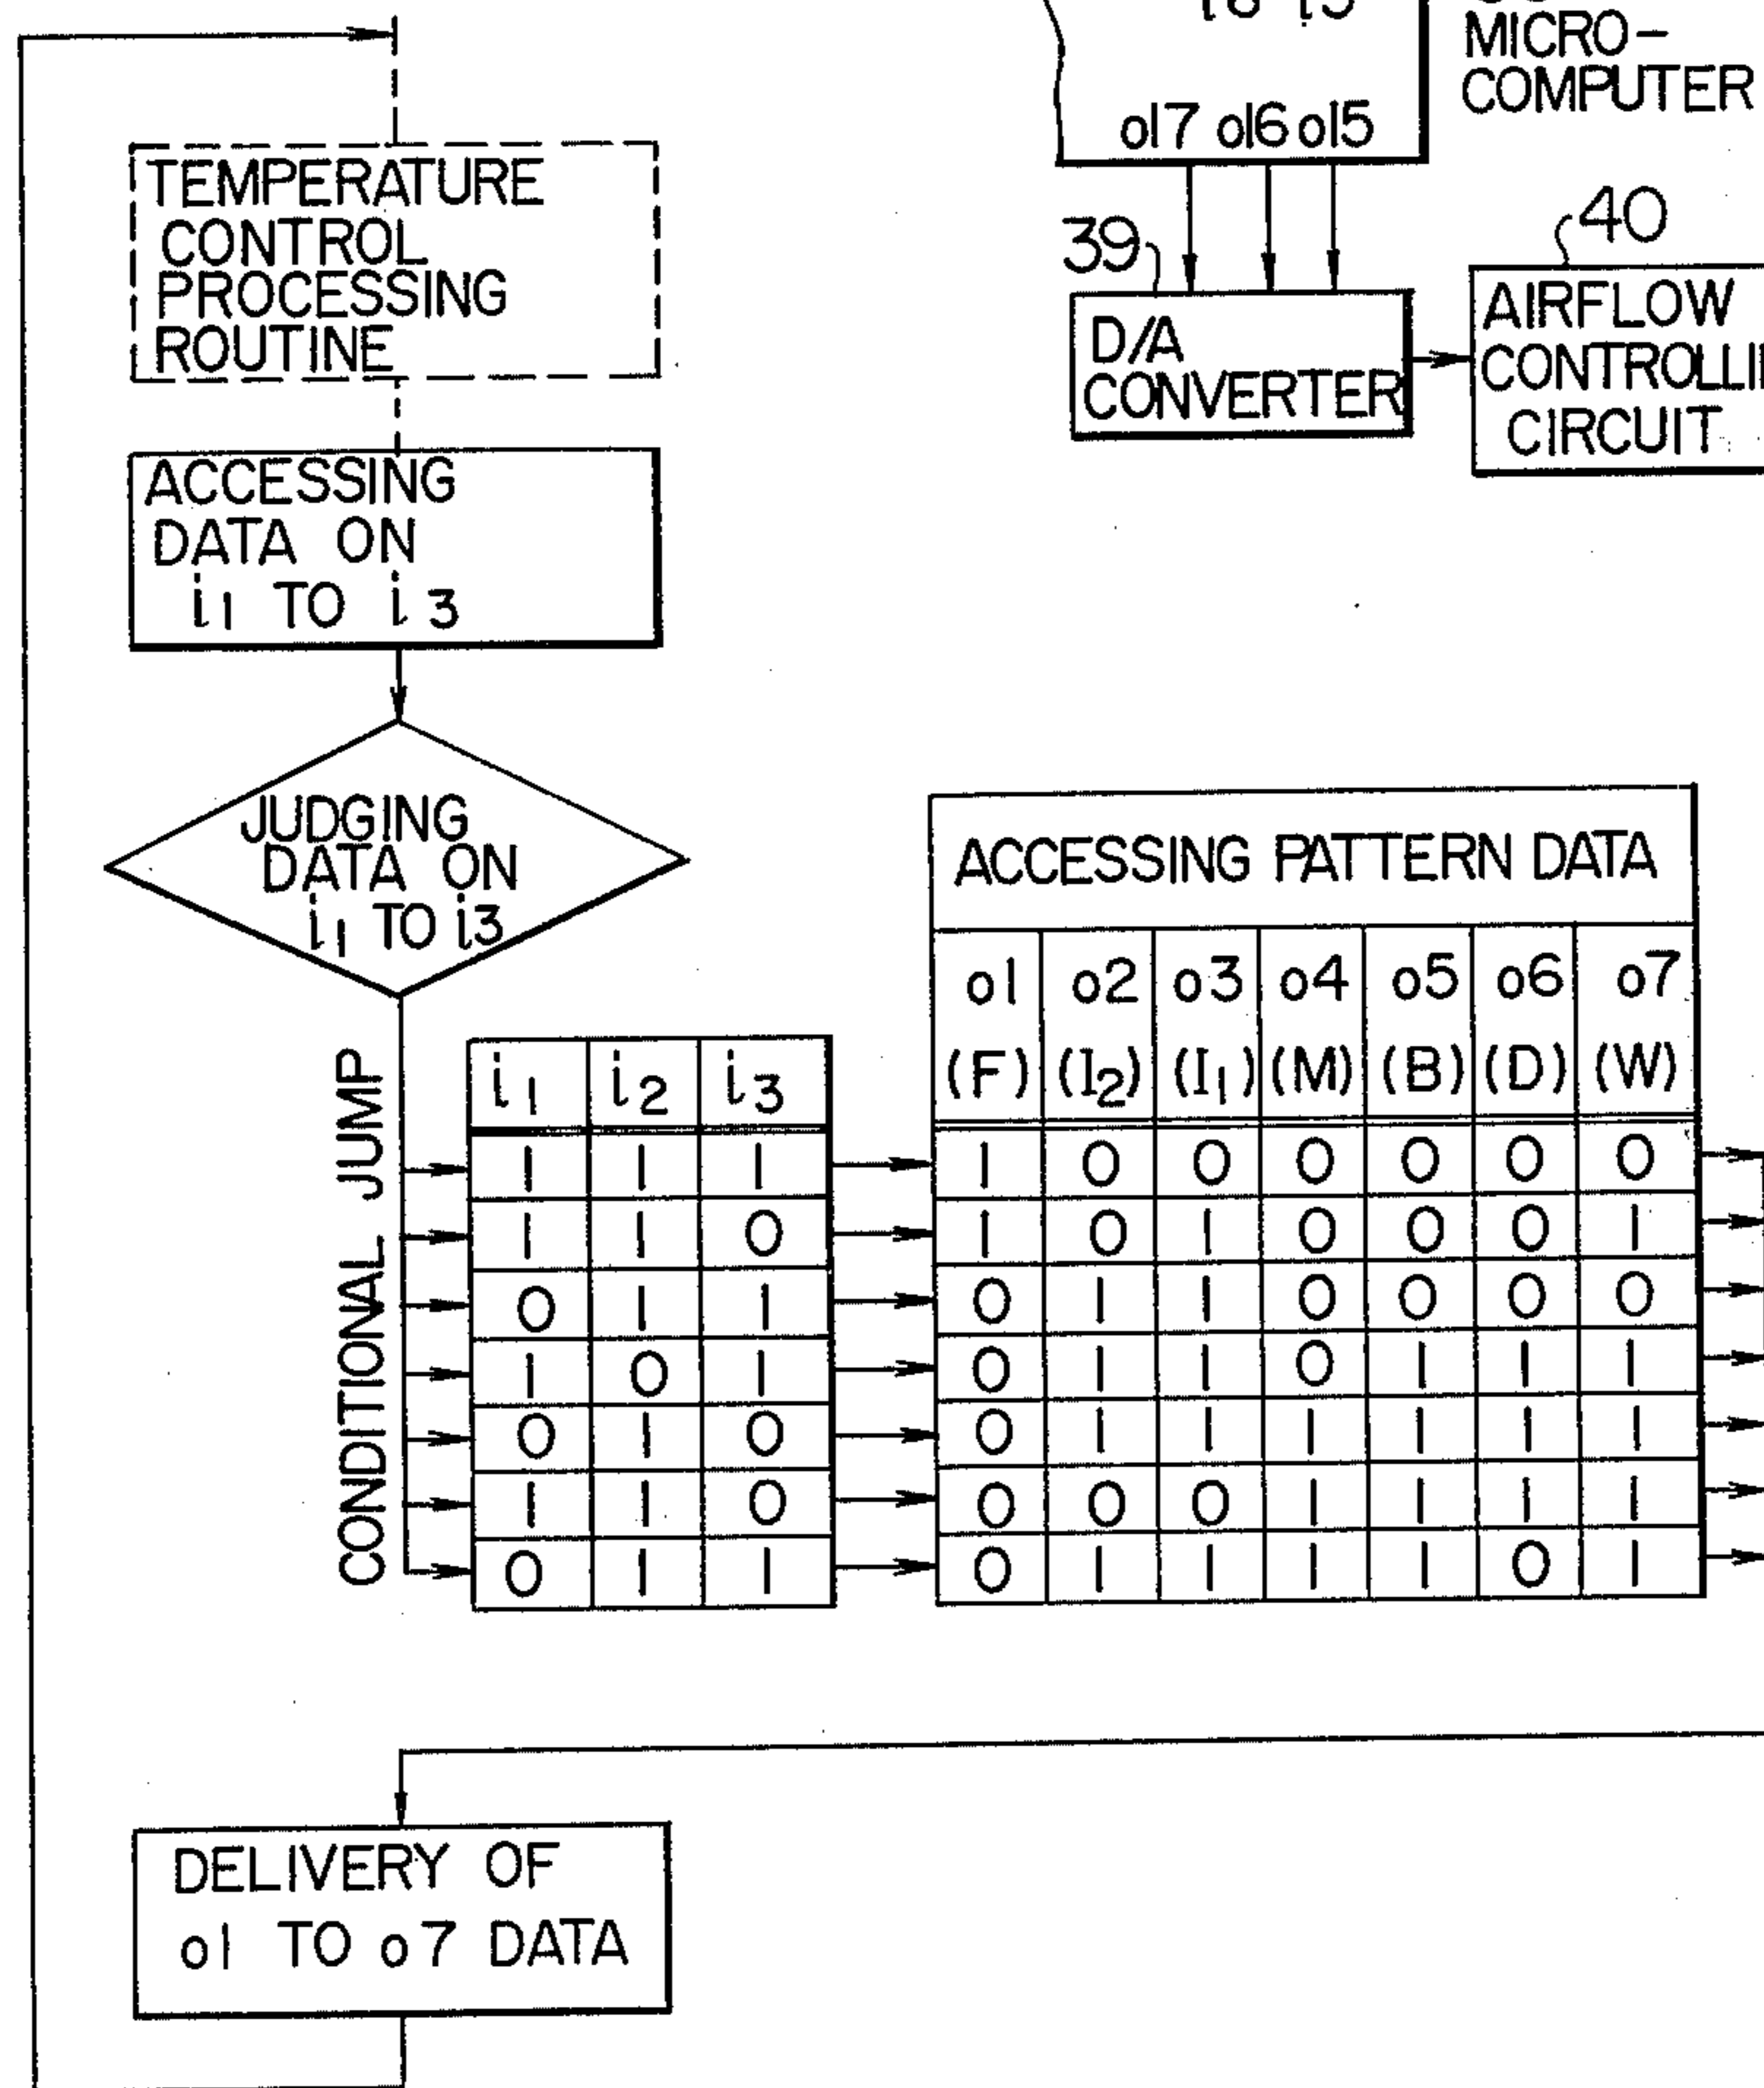 MICRO-
COMPUTER
o17 o16 o15
39
40
D/A
CONVERTER
AIRFLOW
CIRCUIT
TEMPERATURE
CONTROL
PROCESSING
ROUTINE
ACCESSING
DATA ON
i1 TO i3
JUDGING
DATA ON
i1 TO i3
CONDITIONAL JUMP
i1 i2 i3
1 1 1
1 1 0
0 1 1
1 0 1
0 1 0
1 1 0
0 1 1
ACCESSING PATTERN DATA
o1 o2 o3 o4 o5 o6 o7
(F) (I2) (I1) (M) (B) (D) (W)
1 0 0 0 0 0 0
1 0 1 0 0 0 1
0 1 1 0 0 0 0
0 1 1 0 1 1 1
0 1 1 1 1 1 1
0 0 0 1 1 1 1
0 1 1 1 1 0 1
DELIVERY OF
o1 TO o7 DATA